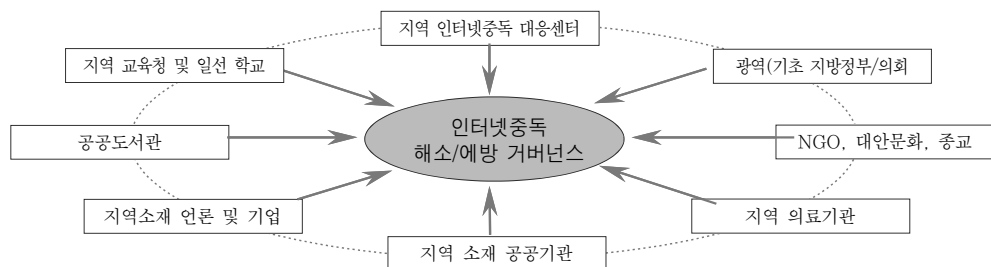 지역 인터넷중독 대응센터
지역 교육청 및 일선 학교
광역(기초 지방정부/의회
공공도서관
인터넷중독
해소/예방 거버넌스
NGO, 대안문화, 종교
지역소재 언론 및 기업
지역 의료기관
지역 소재 공공기관